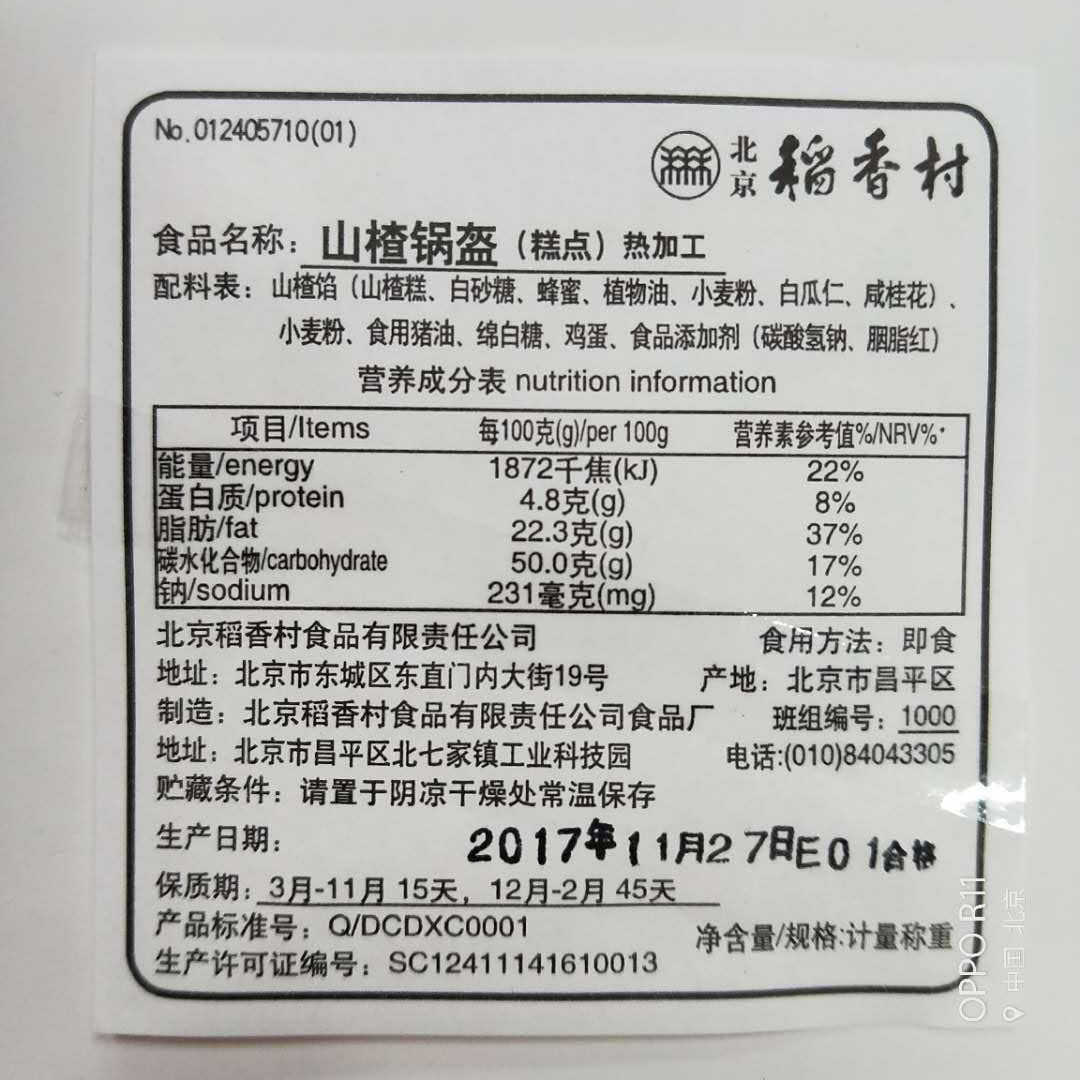 No.012405710(01)
北京 稻香村
食品名称：山楂锅盔（糕点）热加工
配料表：山楂馅（山楂糕、白砂糖、蜂蜜、植物油、小麦粉、白瓜仁、咸桂花）、
小麦粉、食用猪油、绵白糖、鸡蛋、食品添加剂（碳酸氢钠、胭脂红）
营养成分表 nutrition information
项目/Items 每100克(g)/per 100g 营养素参考值%/NRV%*
能量/energy 1872千焦(kJ) 22%
蛋白质/protein 4.8克(g) 8%
脂肪/fat 22.3克(g) 37%
碳水化合物/carbohydrate 50.0克(g) 17%
钠/sodium 231毫克(mg) 12%
北京稻香村食品有限责任公司 食用方法：即食
地址：北京市东城区东直门内大街19号 产地：北京市昌平区
制造：北京稻香村食品有限责任公司食品厂 班组编号：1000
地址：北京市昌平区北七家镇工业科技园 电话:(010)84043305
贮藏条件：请置于阴凉干燥处常温保存
生产日期：2017年11月27日E01合格
保质期：3月-11月 15天，12月-2月 45天
产品标准号：Q/DCDXC0001 净含量/规格:计量称重
生产许可证编号：SC12411141610013
OPPO R11
中国 北京